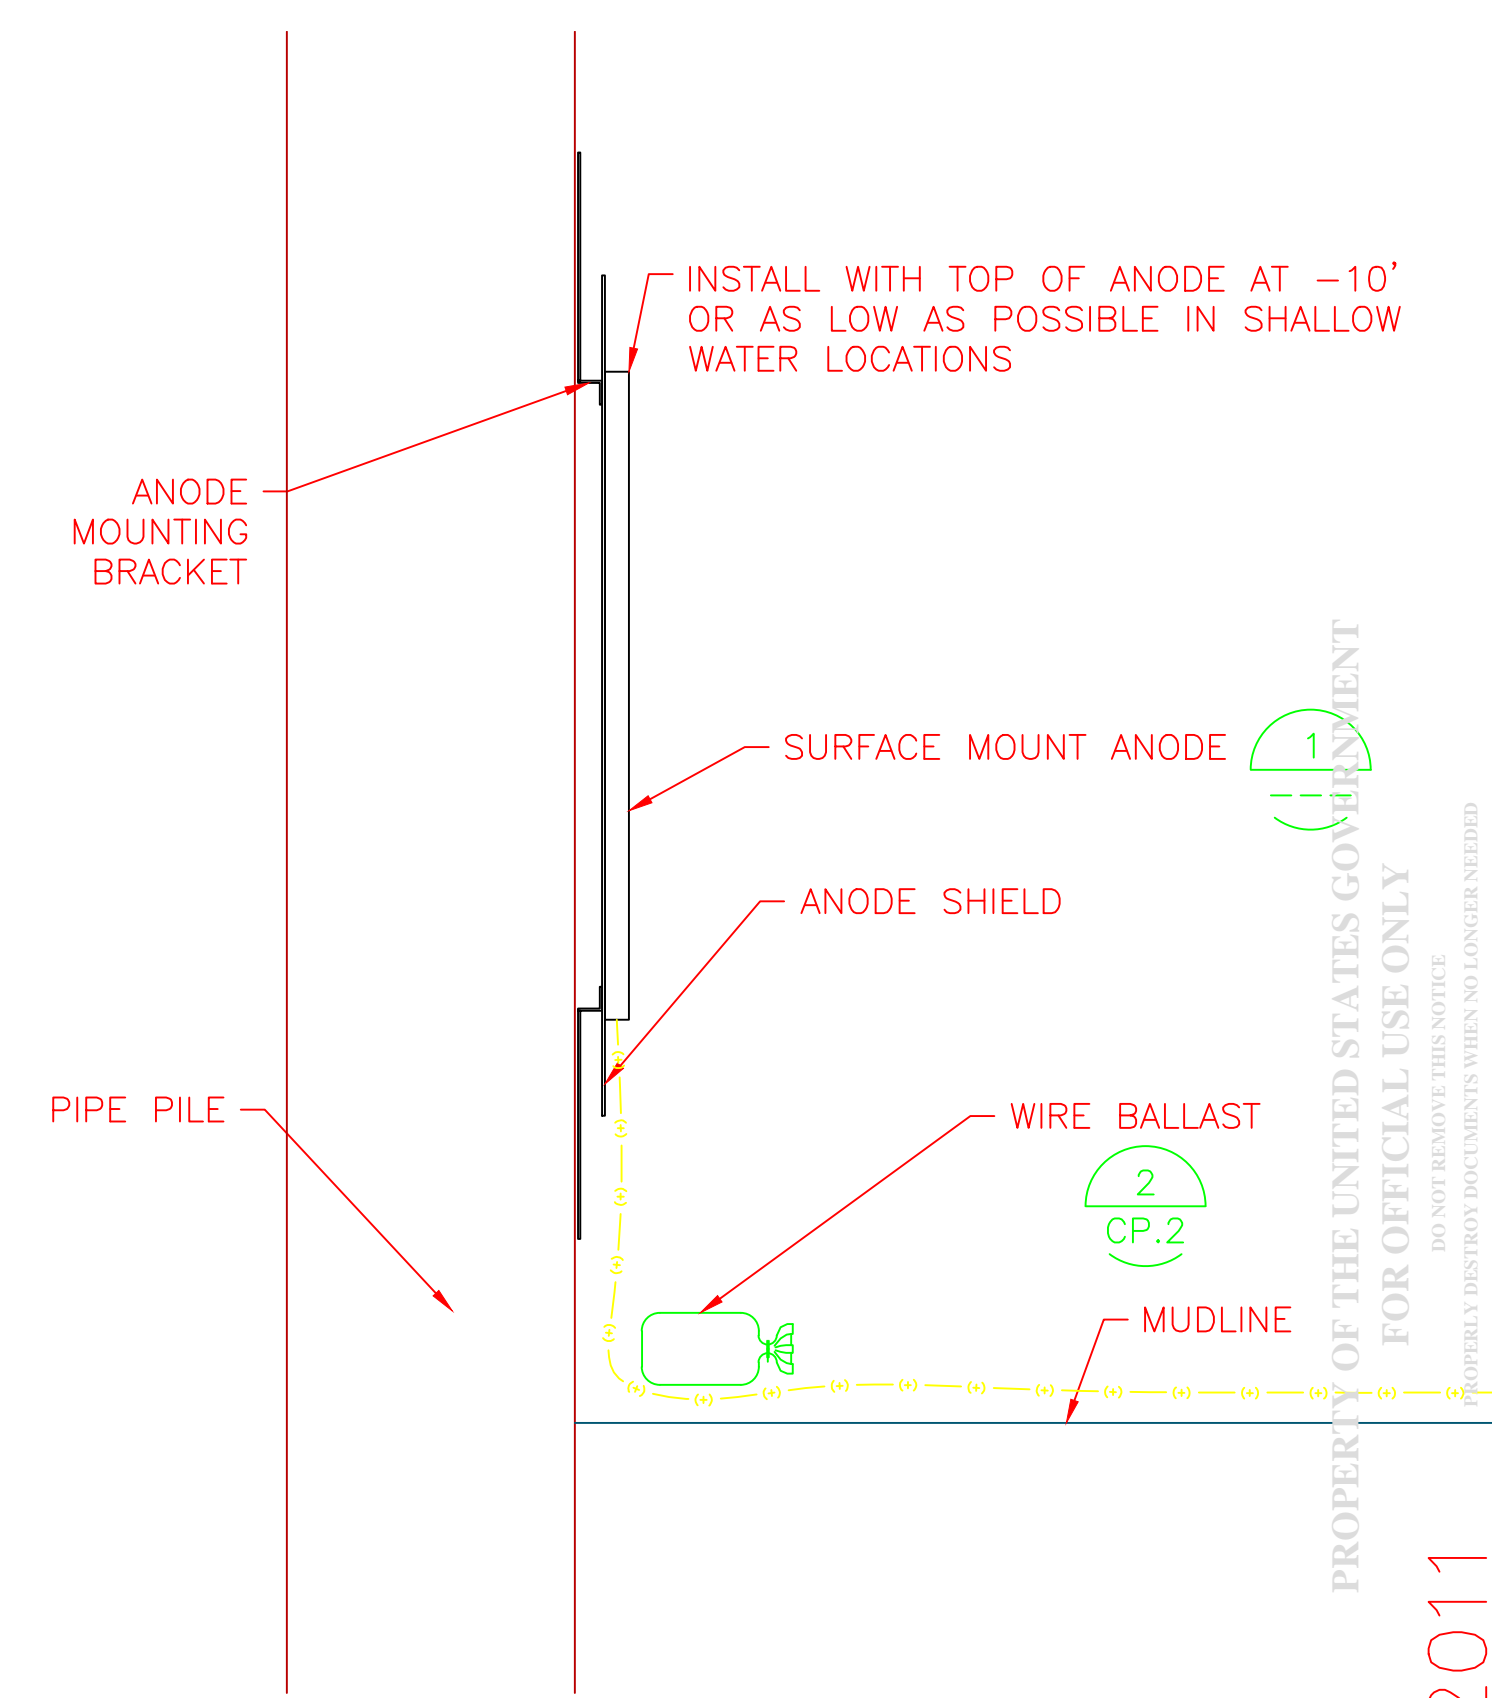 INSTALL WITH TOP OF ANODE AT -10'
OR AS LOW AS POSSIBLE IN SHALLOW
WATER LOCATIONS
ANODE
MOUNTING
BRACKET
SURFACE MOUNT ANODE
1
ANODE SHIELD
PIPE PILE
WIRE BALLAST
2
CP.2
MUDLINE
PROPERTY OF THE UNITED STATES GOVERNMENT
FOR OFFICIAL USE ONLY
DO NOT REMOVE THIS NOTICE
PROPERLY DESTROY DOCUMENTS WHEN NO LONGER NEEDED
2011